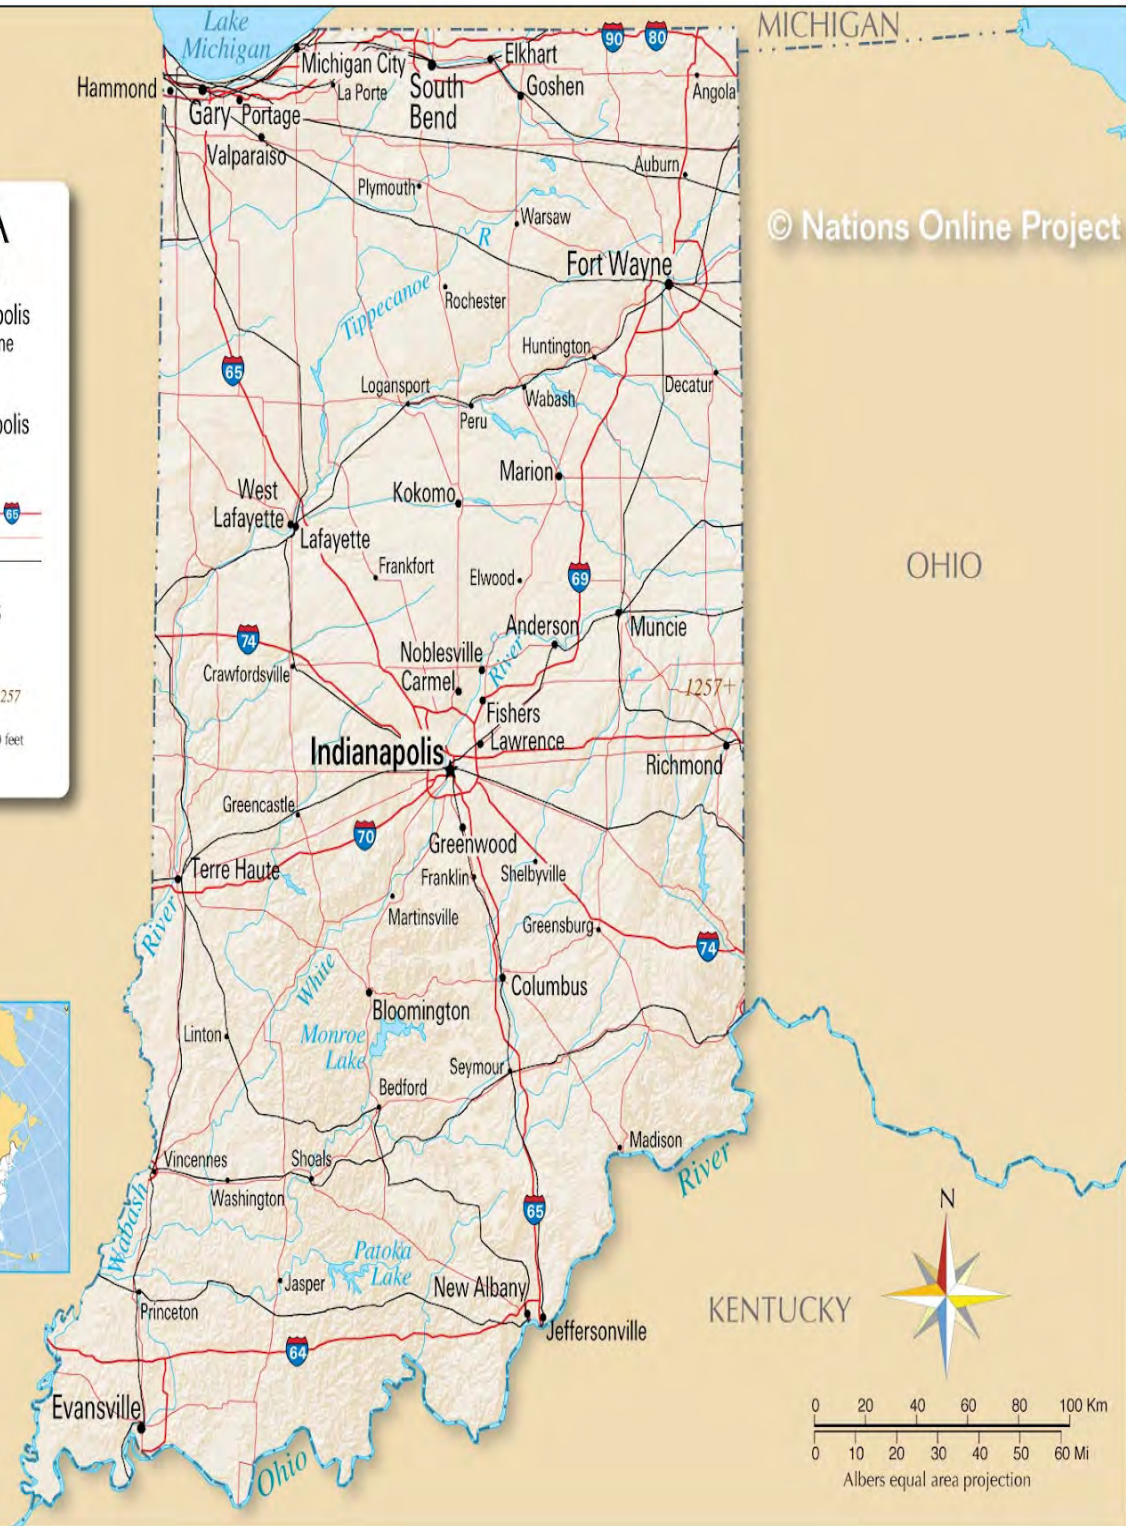 Lake
Michigan
MICHIGAN
90
80
Elkhart
Michigan City
South
Bend
Hammond
La Porte
Goshen
Angola
Gary
Portage
Valparaiso
Auburn
Plymouth
Warsaw
© Nations Online Project
R
Fort Wayne
Tippecanoe
Rochester
Huntington
65
Logansport
Wabash
Decatur
Peru
Marion
West
Lafayette
Kokomo
65
Lafayette
Frankfort
Elwood
69
OHIO
74
Anderson
Muncie
Noblesville
River
Crawfordsville
Carmel
1257+
257
Fishers
feet
Lawrence
Indianapolis
Richmond
Greencastle
70
Greenwood
Terre Haute
Franklin
Shelbyville
Martinsville
Greensburg
River
74
White
Columbus
Bloomington
Linton
Monroe
Lake
Seymour
Bedford
Madison
Vincennes
Shoals
River
Washington
N
65
Wabash
Patoka
Lake
Jasper
New Albany
Princeton
KENTUCKY
Jeffersonville
64
Evansville
0 20 40 60 80 100 Km
0 10 20 30 40 50 60 Mi
Albers equal area projection
Ohio